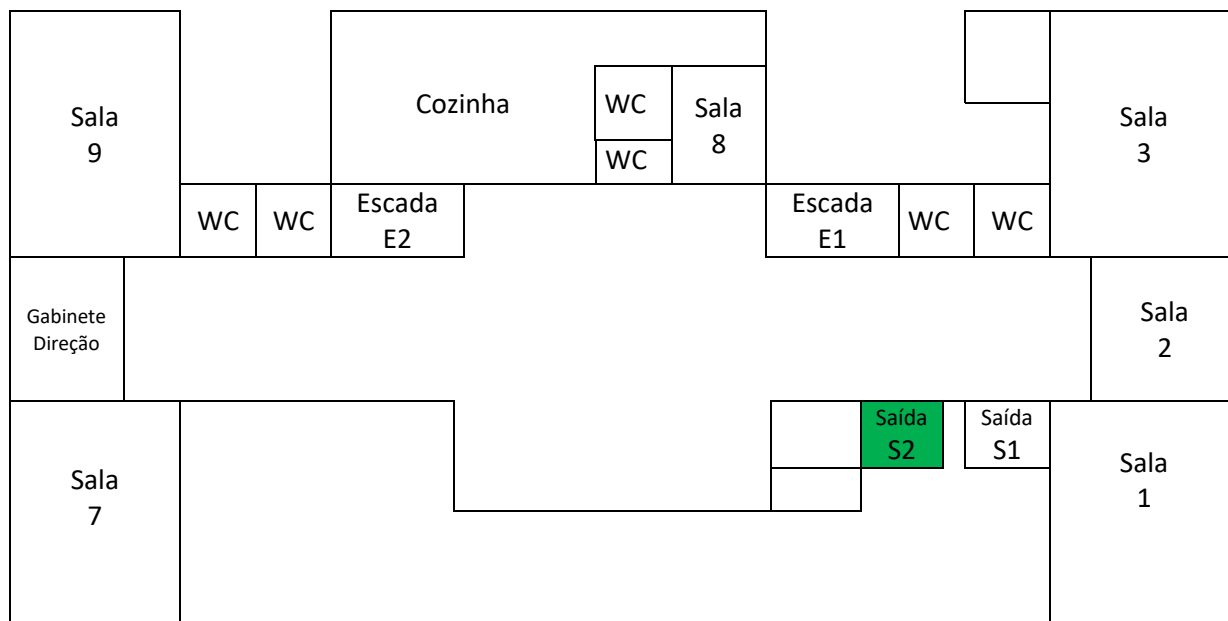 Sala
9
Cozinha
WC
WC
Sala
8
Sala
3
WC
WC
Escada
E2
Escada
E1
WC
WC
Gabinete
Direção
Sala
2
Sala
7
Saída
S2
Saída
S1
Sala
1